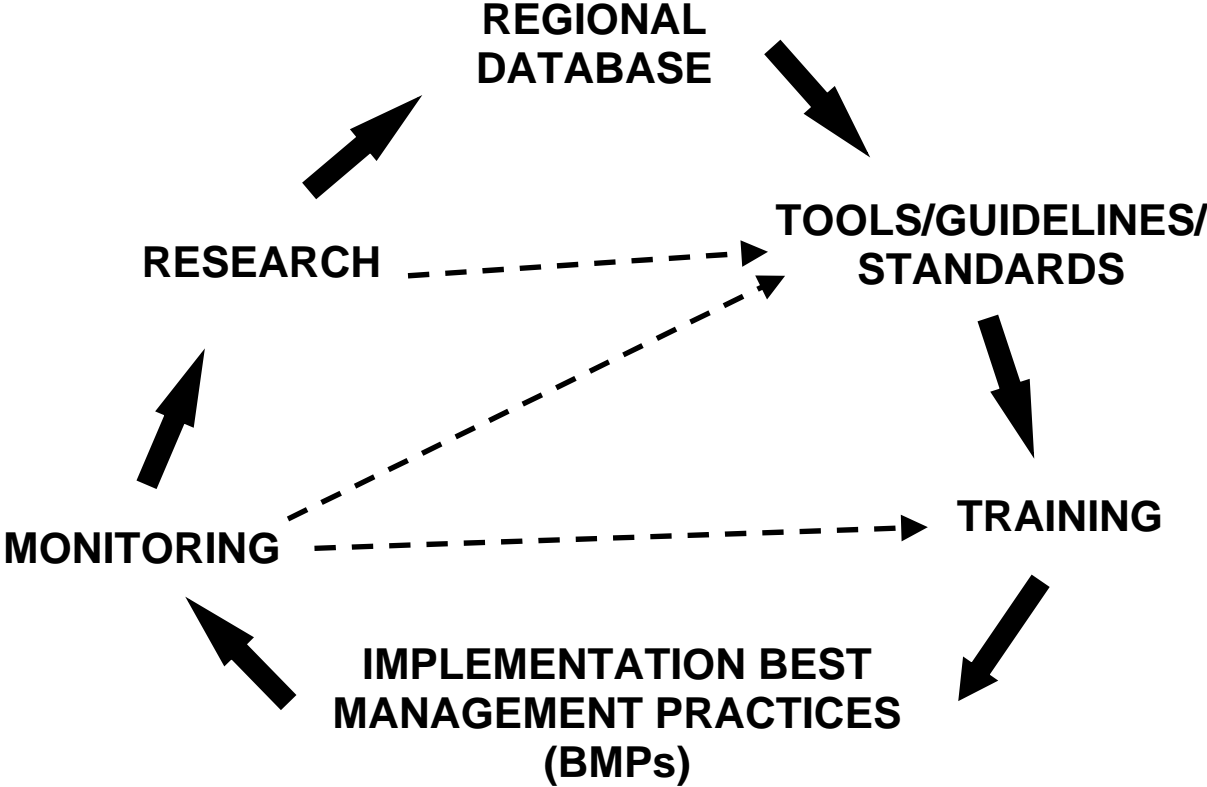 REGIONAL
DATABASE
TOOLS/GUIDELINES/
STANDARDS
RESEARCH
TRAINING
MONITORING
IMPLEMENTATION BEST
MANAGEMENT PRACTICES
(BMPs)